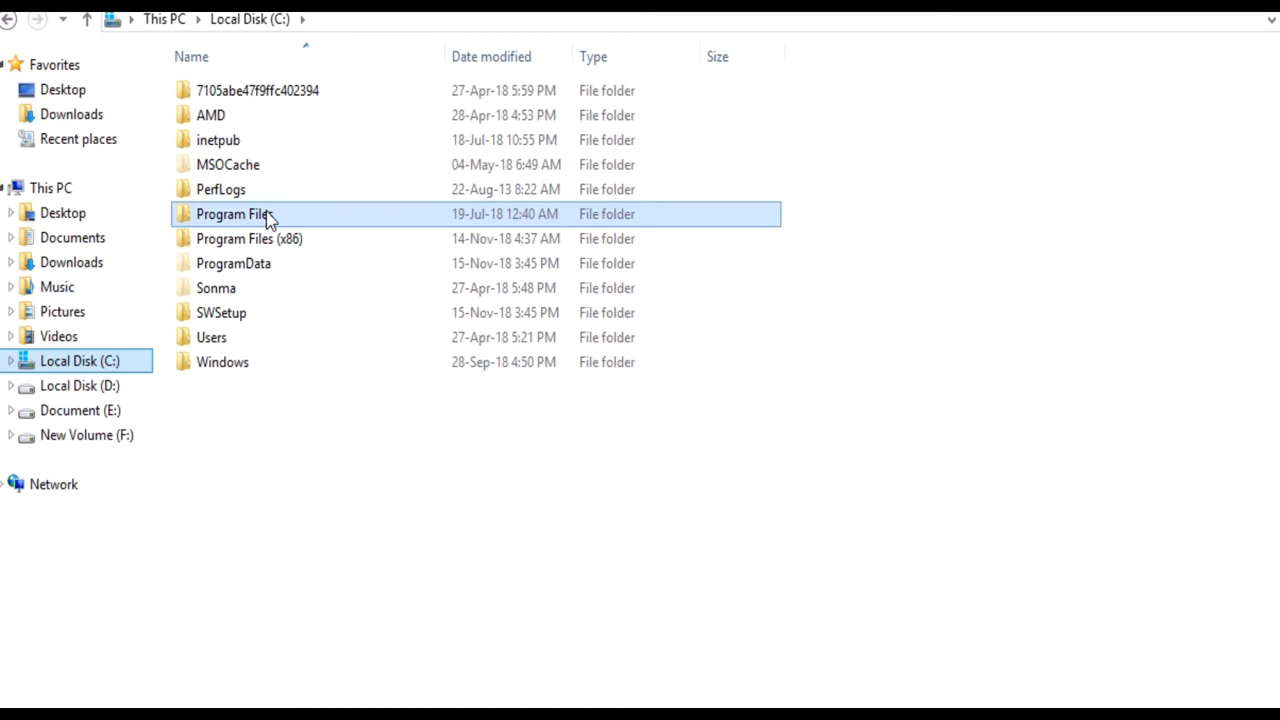 This PC Local Disk (C:)
Name Date modified Type Size
Favorites
Desktop
Downloads
Recent places
This PC
Desktop
Documents
Downloads
Music
Pictures
Videos
Local Disk (C:)
Local Disk (D:)
Document (E:)
New Volume (F:)
Network
7105abe47f9ffc402394 27-Apr-18 5:59 PM File folder
AMD 28-Apr-18 4:53 PM File folder
inetpub 18-Jul-18 10:55 PM File folder
MSOCache 04-May-18 6:49 AM File folder
PerfLogs 22-Aug-13 8:22 AM File folder
Program Files 19-Jul-18 12:40 AM File folder
Program Files (x86) 14-Nov-18 4:37 AM File folder
ProgramData 15-Nov-18 3:45 PM File folder
Sonma 27-Apr-18 5:48 PM File folder
SWSetup 15-Nov-18 3:45 PM File folder
Users 27-Apr-18 5:21 PM File folder
Windows 28-Sep-18 4:50 PM File folder